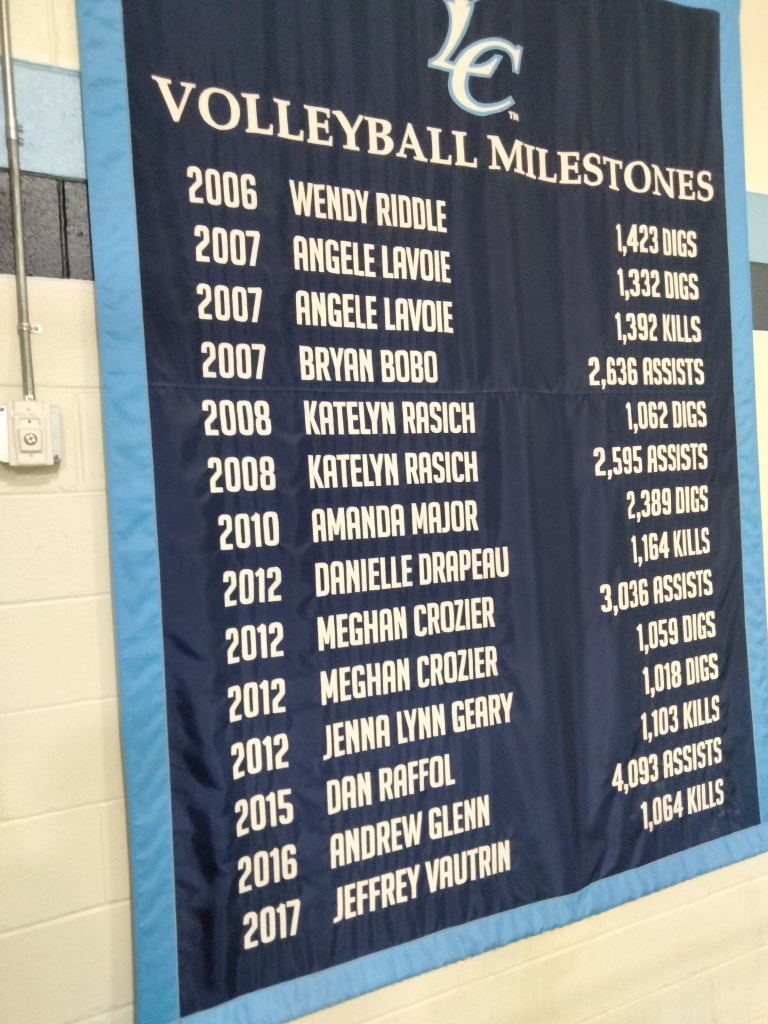 LC™
VOLLEYBALL MILESTONES
2006 WENDY RIDDLE 1,423 DIGS
2007 ANGELE LAVOIE 1,332 DIGS
2007 ANGELE LAVOIE 1,392 KILLS
2007 BRYAN BOBO 2,636 ASSISTS
2008 KATELYN RASICH 1,062 DIGS
2008 KATELYN RASICH 2,595 ASSISTS
2010 AMANDA MAJOR 2,389 DIGS
2012 DANIELLE DRAPEAU 1,164 KILLS
2012 MEGHAN CROZIER 3,036 ASSISTS
2012 MEGHAN CROZIER 1,059 DIGS
2012 JENNA LYNN GEARY 1,018 DIGS
2015 DAN RAFFOL 1,103 KILLS
2016 ANDREW GLENN 4,093 ASSISTS
2017 JEFFREY VAUTRIN 1,064 KILLS